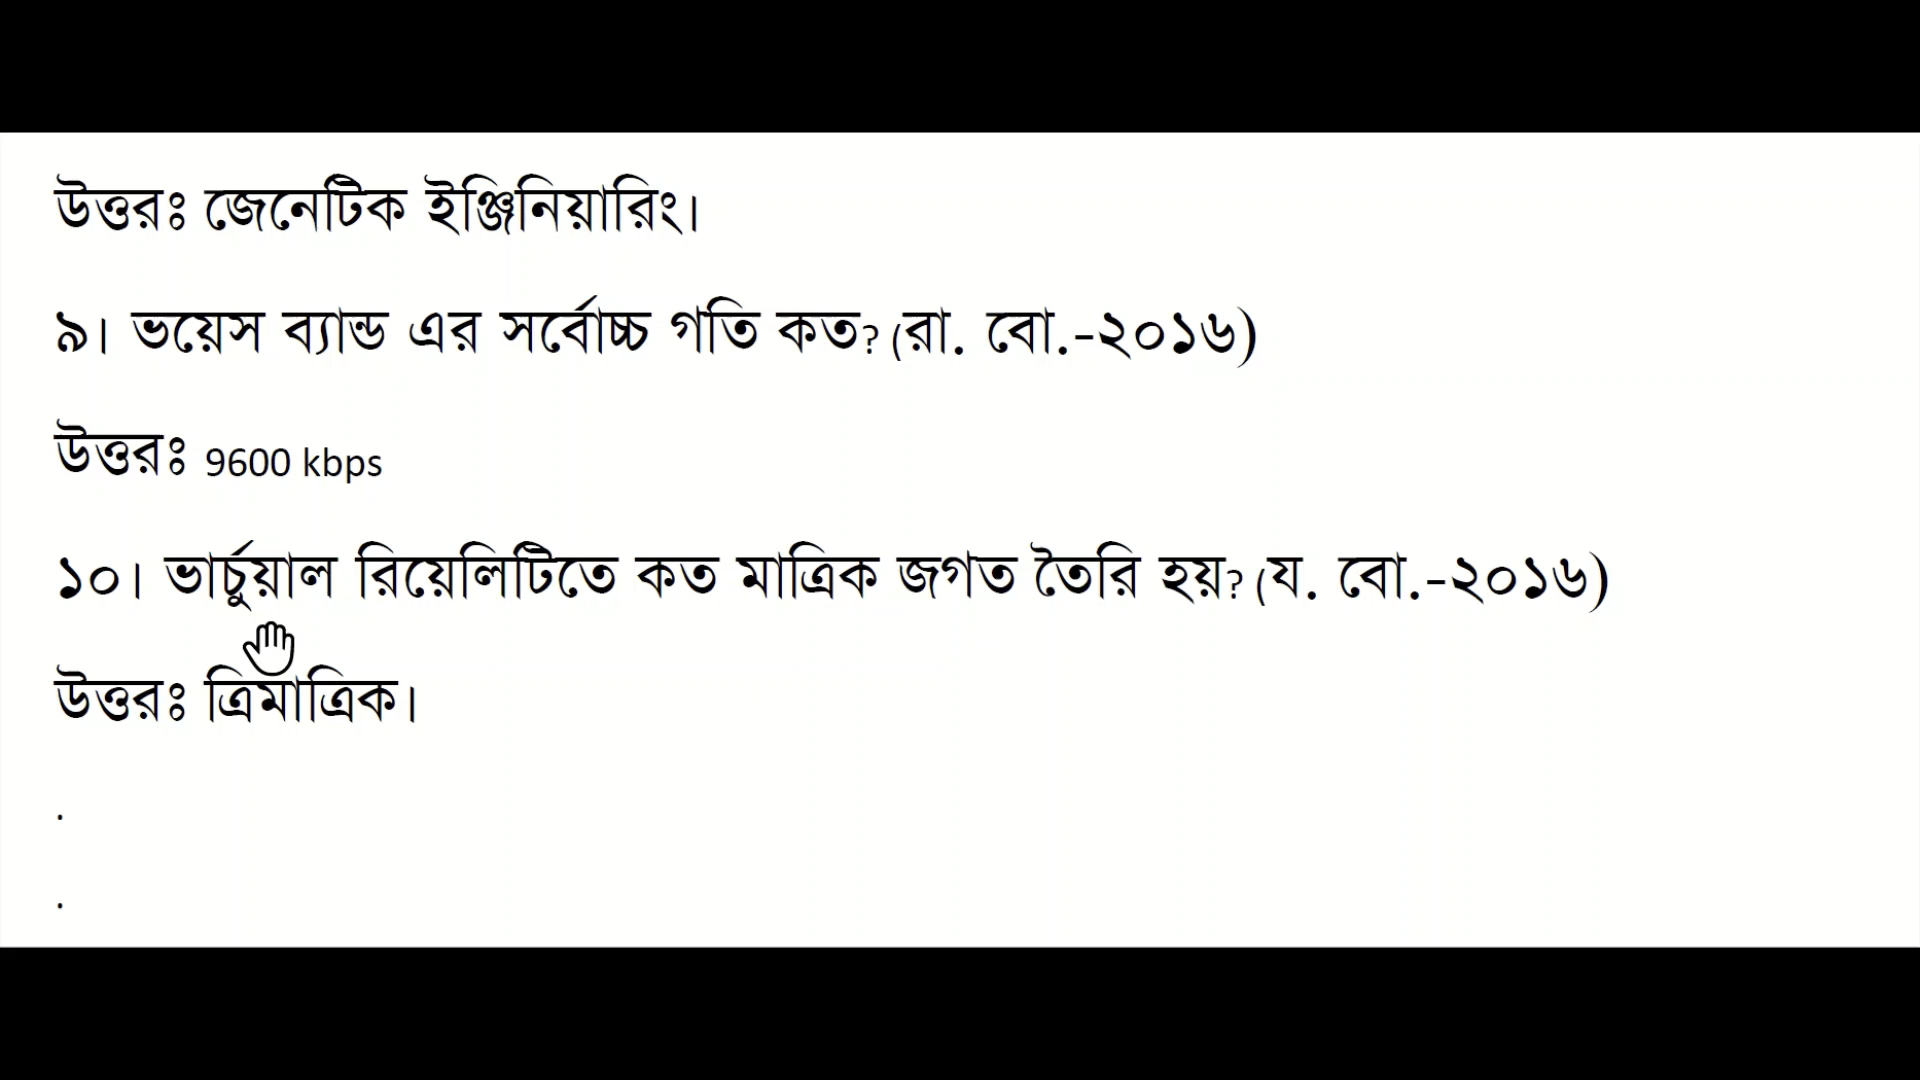 উত্তরঃ জেনেটিক ইঞ্জিনিয়ারিং।
৯। ভয়েস ব্যান্ড এর সর্বোচ্চ গতি কত? (রা. বো.-২০১৬)
উত্তরঃ 9600 kbps
১০। ভার্চুয়াল রিয়েলিটিতে কত মাত্রিক জগত তৈরি হয়? (য. বো.-২০১৬)
উত্তরঃ ত্রিমাত্রিক।
.
.